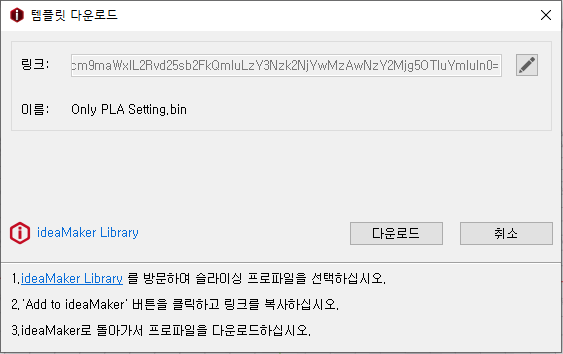 템플릿 다운로드
링크:
이름: Only PLA Setting.bin
ideaMaker Library
다운로드 취소
1.ideaMaker Library 를 방문하여 슬라이싱 프로파일을 선택하십시오.
2.'Add to ideaMaker' 버튼을 클릭하고 링크를 복사하십시오.
3.ideaMaker로 돌아가서 프로파일을 다운로드하십시오.